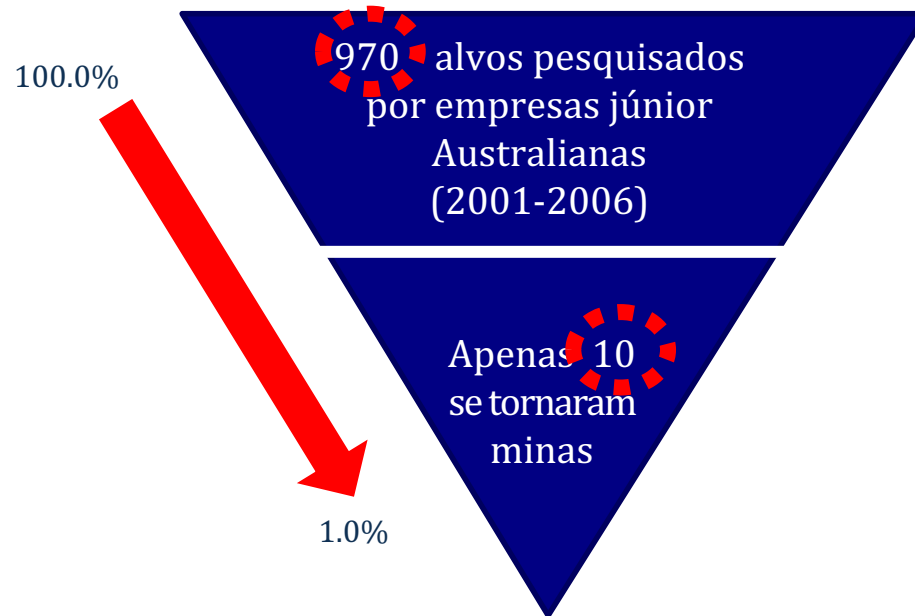 970 alvos pesquisados
100.0%
por empresas júnior
Australianas
(2001-2006)
Apenas 10
se tornaram
minas
1.0%